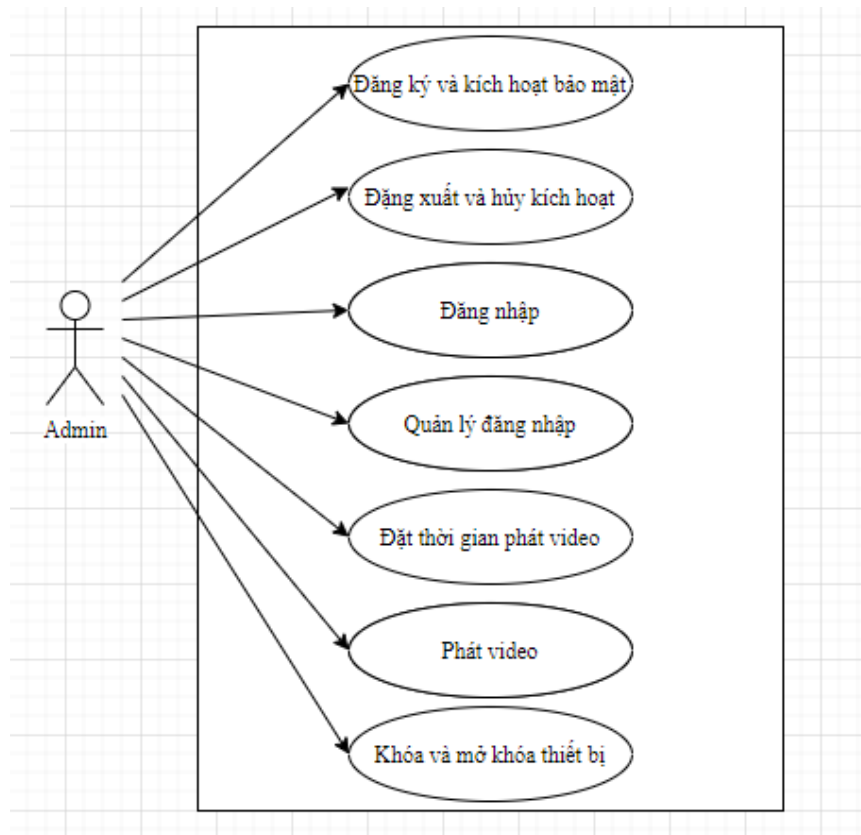 Đăng ký và kích hoạt bảo mật
Đặng xuất và hủy kích hoạt
Đăng nhập
Quản lý đăng nhập
Admin
Đặt thời gian phát video
Phát video
Khóa và mở khóa thiết bị